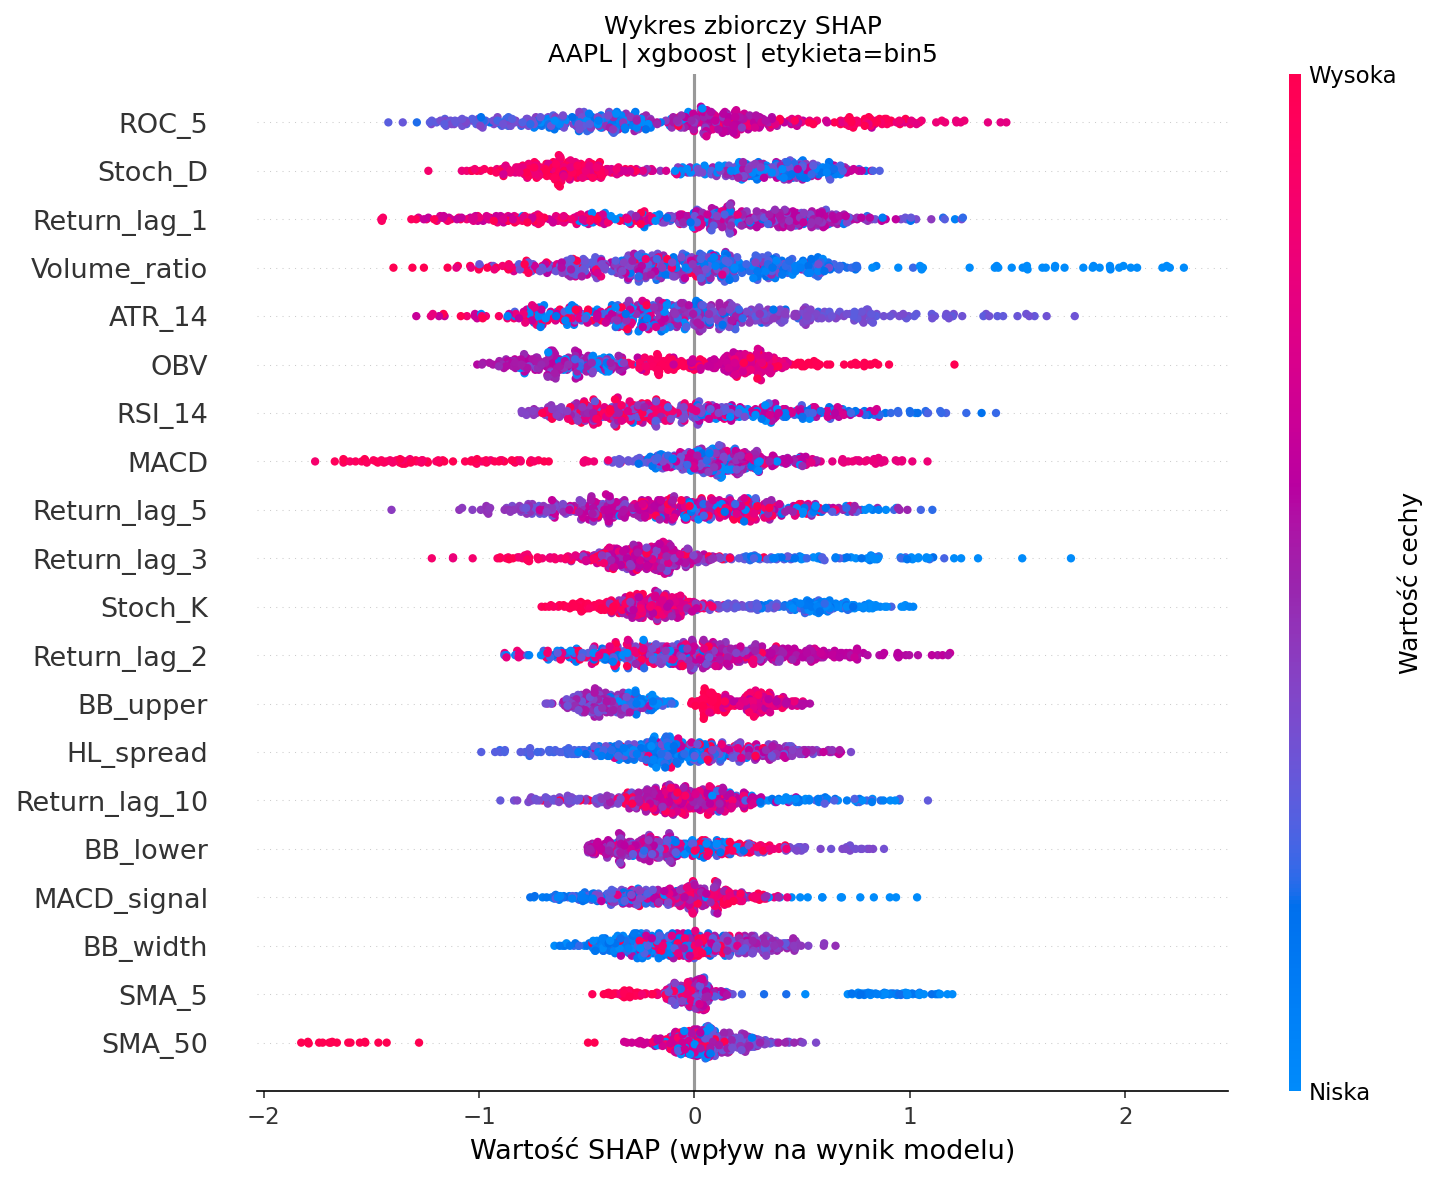 Wykres zbiorczy SHAP
AAPL | xgboost | etykieta=bin5
Wysoka
ROC_5
Stoch_D
Return_lag_1
Volume_ratio
ATR_14
OBV
RSI_14
MACD
Return_lag_5
Return_lag_3
Stoch_K
Return_lag_2
BB_upper
HL_spread
Return_lag_10
BB_lower
MACD_signal
BB_width
SMA_5
SMA_50
Wartość cechy
Niska
−2 −1 0 1 2
Wartość SHAP (wpływ na wynik modelu)